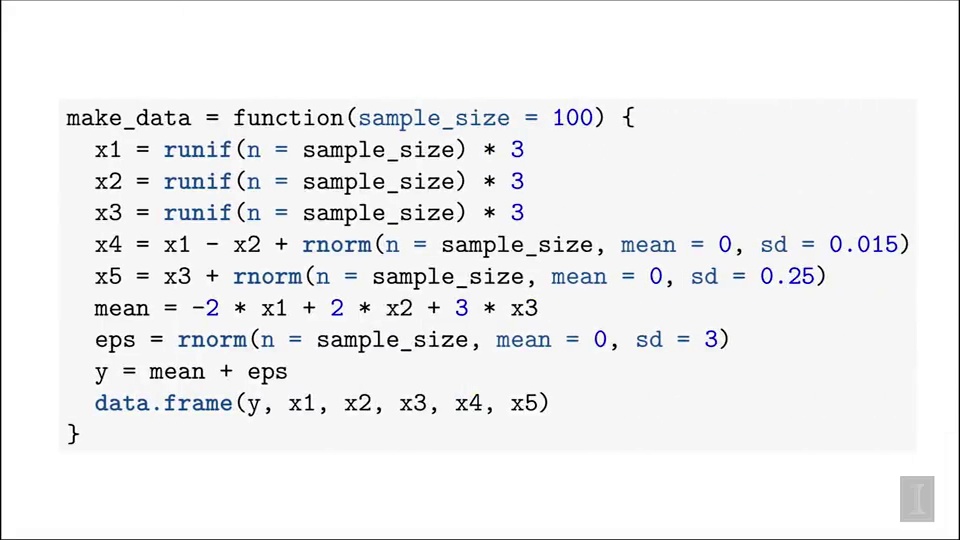 make_data = function(sample_size = 100) {
  x1 = runif(n = sample_size) * 3
  x2 = runif(n = sample_size) * 3
  x3 = runif(n = sample_size) * 3
  x4 = x1 - x2 + rnorm(n = sample_size, mean = 0, sd = 0.015)
  x5 = x3 + rnorm(n = sample_size, mean = 0, sd = 0.25)
  mean = -2 * x1 + 2 * x2 + 3 * x3
  eps = rnorm(n = sample_size, mean = 0, sd = 3)
  y = mean + eps
  data.frame(y, x1, x2, x3, x4, x5)
}
I